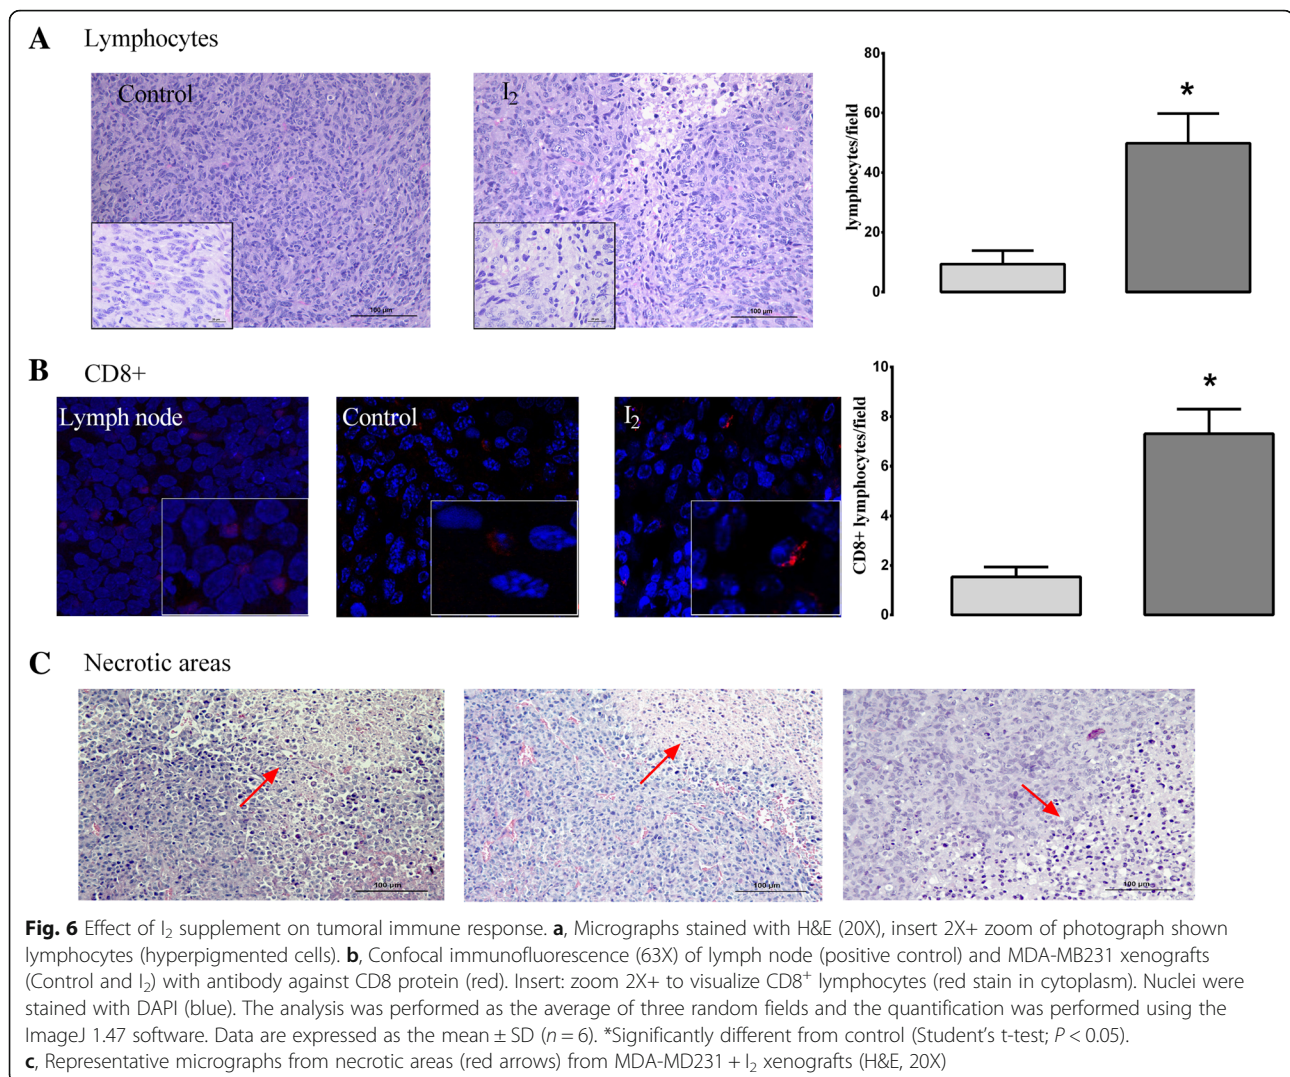 A Lymphocytes
Control
I₂
100 µm
100 µm
lymphocytes/field
80
60
40
20
0
*
B CD8+
Lymph node
Control
I₂
CD8+ lymphocytes/field
10
8
6
4
2
0
*
C Necrotic areas
100 µm
100 µm
100 µm
Fig. 6 Effect of I₂ supplement on tumoral immune response. a, Micrographs stained with H&E (20X), insert 2X+ zoom of photograph shown
lymphocytes (hyperpigmented cells). b, Confocal immunofluorescence (63X) of lymph node (positive control) and MDA-MB231 xenografts
(Control and I₂) with antibody against CD8 protein (red). Insert: zoom 2X+ to visualize CD8⁺ lymphocytes (red stain in cytoplasm). Nuclei were
stained with DAPI (blue). The analysis was performed as the average of three random fields and the quantification was performed using the
ImageJ 1.47 software. Data are expressed as the mean ± SD (n = 6). *Significantly different from control (Student's t-test; P < 0.05).
c, Representative micrographs from necrotic areas (red arrows) from MDA-MD231 + I₂ xenografts (H&E, 20X)